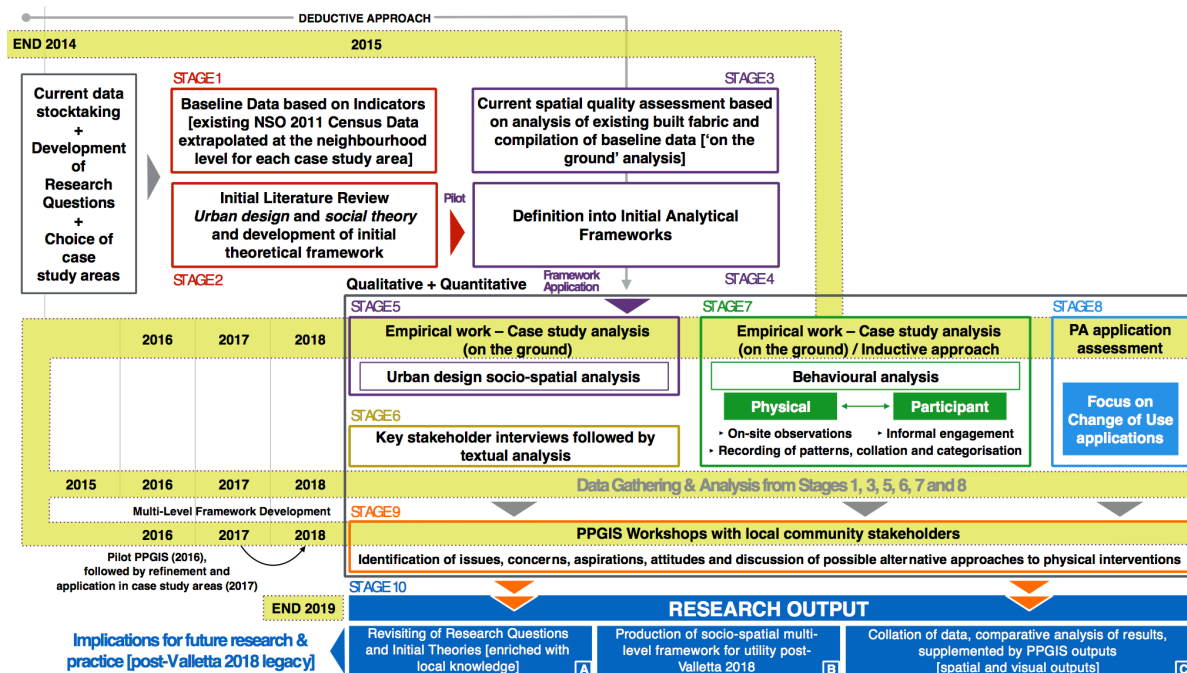 DEDUCTIVE APPROACH
END 2014
2015
Current data
stocktaking
+
Development
of
Research
Questions
+
Choice of
case
study areas
STAGE1
Baseline Data based on Indicators
[existing NSO 2011 Census Data
extrapolated at the neighbourhood
level for each case study area]
Initial Literature Review
Urban design and social theory
and development of initial
theoretical framework
STAGE2
Pilot
STAGE3
Current spatial quality assessment based
on analysis of existing built fabric and
compilation of baseline data ['on
the ground' analysis]
Definition into Initial Analytical
Frameworks
STAGE4
Framework
Application
Qualitative + Quantitative
STAGE5
Empirical work – Case study analysis
(on the ground)
Urban design socio-spatial analysis
STAGE6
Key stakeholder interviews followed by
textual analysis
STAGE7
Empirical work – Case study analysis
(on the ground) / Inductive approach
Behavioural analysis
Physical
Participant
‣ On-site observations
‣ Informal engagement
‣ Recording of patterns, collation and categorisation
STAGE8
PA application
assessment
Focus on
Change of Use
applications
2016 2017 2018
2015 2016 2017 2018
Data Gathering & Analysis from Stages 1, 3, 5, 6, 7 and 8
Multi-Level Framework Development
2016 2017 2018
Pilot PPGIS (2016),
followed by refinement and
application in case study areas (2017)
STAGE9
PPGIS Workshops with local community stakeholders
Identification of issues, concerns, aspirations, attitudes and discussion of possible alternative approaches to physical interventions
STAGE10
END 2019
RESEARCH OUTPUT
Implications for future research &
practice [post-Valletta 2018 legacy]
Revisiting of Research Questions
and Initial Theories [enriched with
local knowledge]
A
Production of socio-spatial multi-
level framework for utility post-
Valletta 2018
B
Collation of data, comparative analysis of results,
supplemented by PPGIS outputs
[spatial and visual outputs]
C